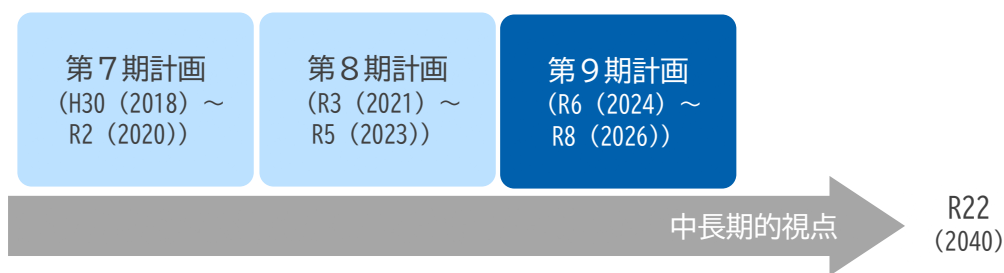 第７期計画
（H30（2018）～
R2（2020））
第８期計画
（R3（2021）～
R5（2023））
第９期計画
（R6（2024）～
R8（2026））
中長期的視点
R22
（2040）